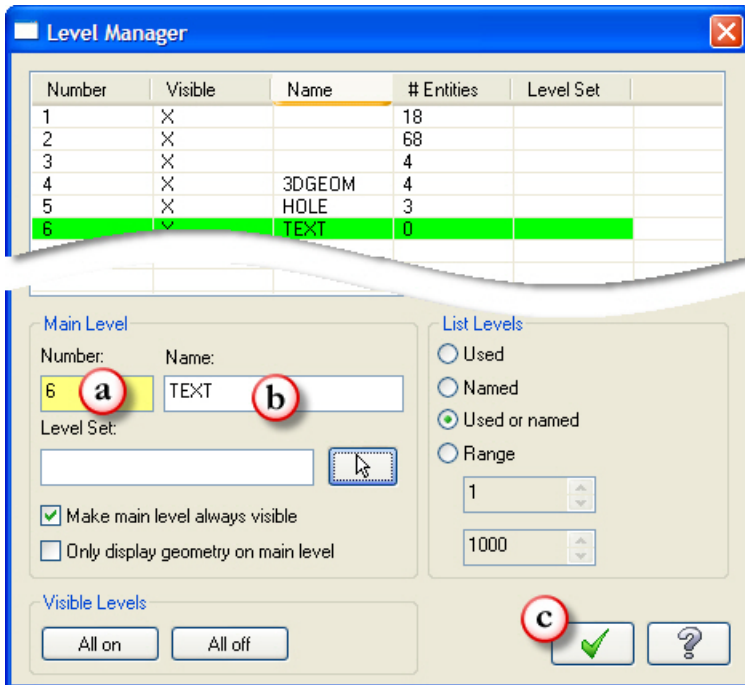 Level Manager
Number Visible Name # Entities Level Set
1 X 18
2 X 68
3 X 4
4 X 3DGEOM 4
5 X HOLE 3
6 X TEXT 0
Main Level
Number: Name:
6 a TEXT b
Level Set:
Make main level always visible
Only display geometry on main level
List Levels
Used
Named
Used or named
Range
1
1000
Visible Levels
All on All off
c
?